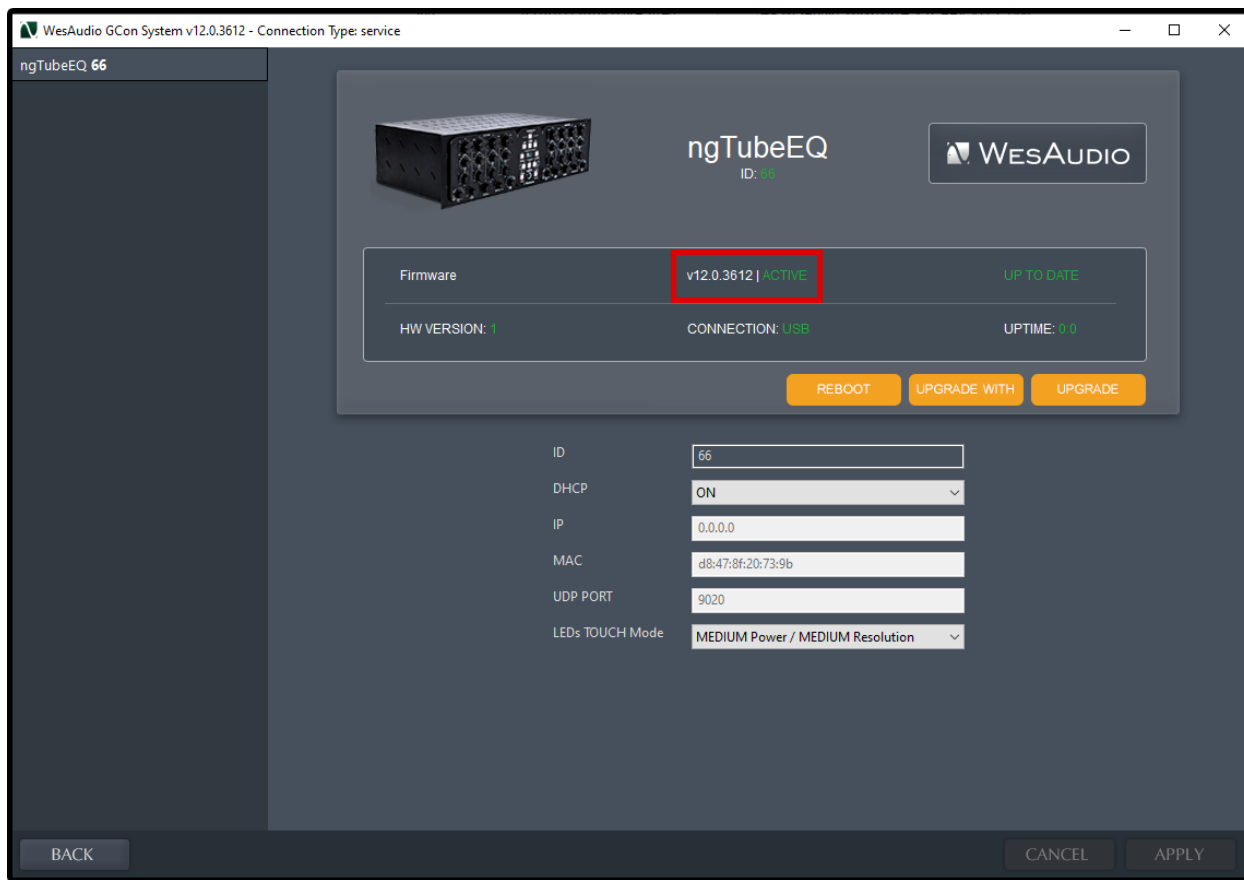 WesAudio GCon System v12.0.3612 - Connection Type: service
ngTubeEQ 66
ngTubeEQ
ID: 66
WESAUDIO
Firmware
v12.0.3612 | ACTIVE
UP TO DATE
HW VERSION: 1
CONNECTION: USB
UPTIME: 0:0
REBOOT
UPGRADE WITH
UPGRADE
ID
66
DHCP
ON
IP
0.0.0.0
MAC
d8:47:8f:20:73:9b
UDP PORT
9020
LEDs TOUCH Mode
MEDIUM Power / MEDIUM Resolution
BACK
CANCEL
APPLY